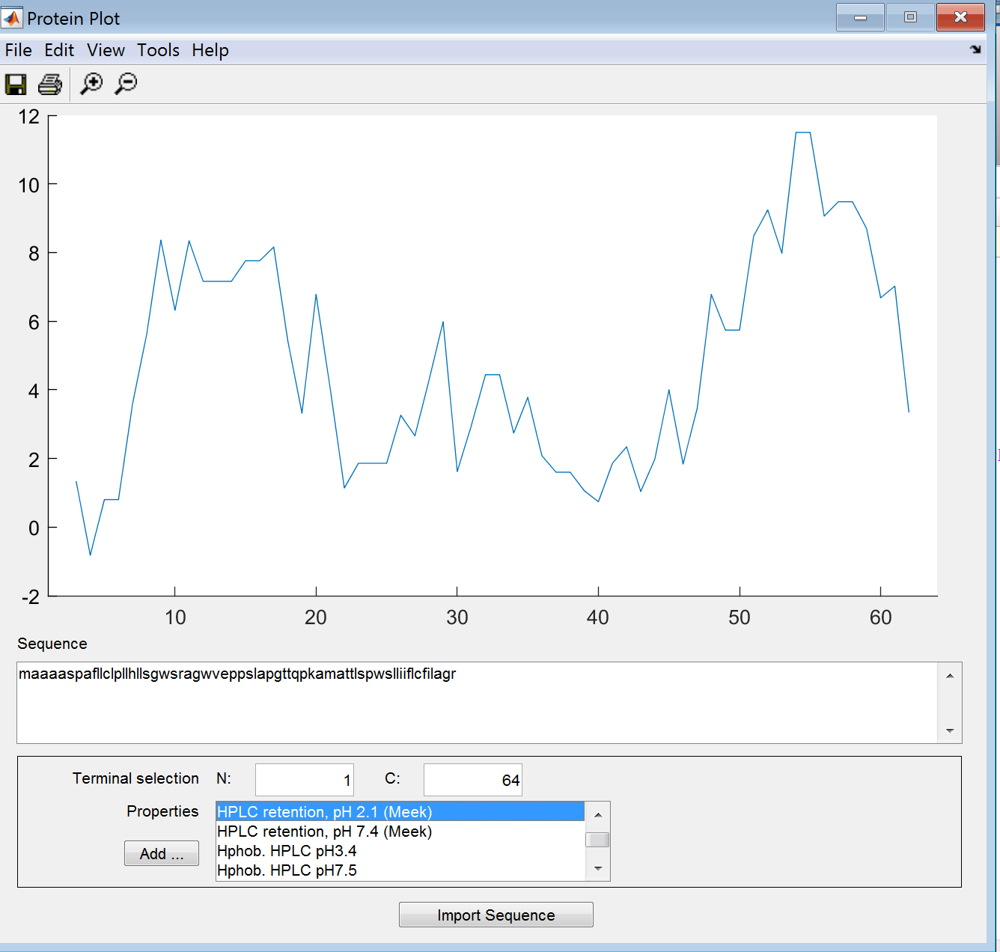 Protein Plot
File Edit View Tools Help
12
10
8
6
4
2
0
-2
10 20 30 40 50 60
Sequence
maaaaspafllclpllhllsgwsragwveppslapgttqpkamattlspwslliiflcfilagr
Terminal selection N: 1 C: 64
Properties
HPLC retention, pH 2.1 (Meek)
HPLC retention, pH 7.4 (Meek)
Add ...
Hphob. HPLC pH3.4
Hphob. HPLC pH7.5
Import Sequence